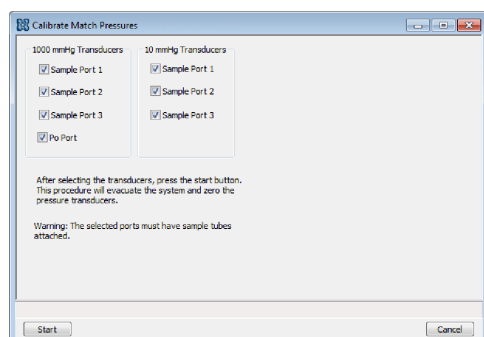 Calibrate Match Pressures
1000 mmHg Transducers
10 mmHg Transducers
Sample Port 1
Sample Port 1
Sample Port 2
Sample Port 2
Sample Port 3
Sample Port 3
Po Port
After selecting the transducers, press the start button.
This procedure will evacuate the system and zero the
pressure transducers.
Warning: The selected ports must have sample tubes
attached.
Start
Cancel